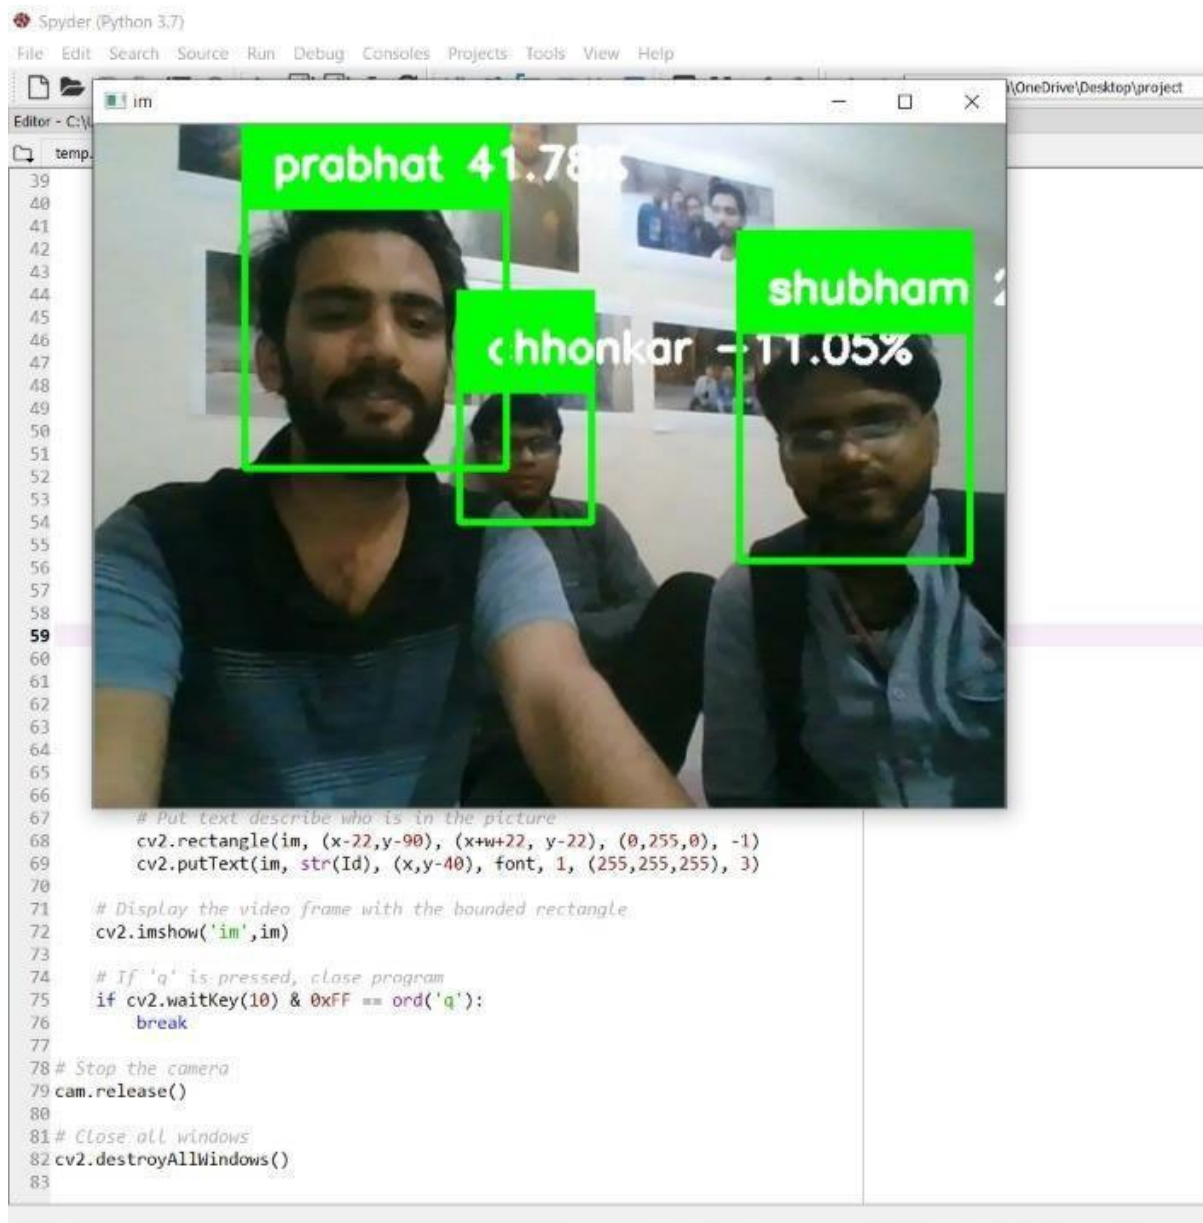 Spyder (Python 3.7)
File Edit Search Source Run Debug Consoles Projects Tools View Help
im
\OneDrive\Desktop\project
Editor - C:\
temp.
prabhat 41.78%
shubham
chhonkar -11.05%
39
40
41
42
43
44
45
46
47
48
49
50
51
52
53
54
55
56
57
58
59
60
61
62
63
64
65
66
67 # Put text describe who is in the picture
68 cv2.rectangle(im, (x-22,y-90), (x+w+22, y-22), (0,255,0), -1)
69 cv2.putText(im, str(Id), (x,y-40), font, 1, (255,255,255), 3)
70
71 # Display the video frame with the bounded rectangle
72 cv2.imshow('im',im)
73
74 # If 'q' is pressed, close program
75 if cv2.waitKey(10) & 0xFF == ord('q'):
76 break
77
78 # Stop the camera
79 cam.release()
80
81 # Close all windows
82 cv2.destroyAllWindows()
83